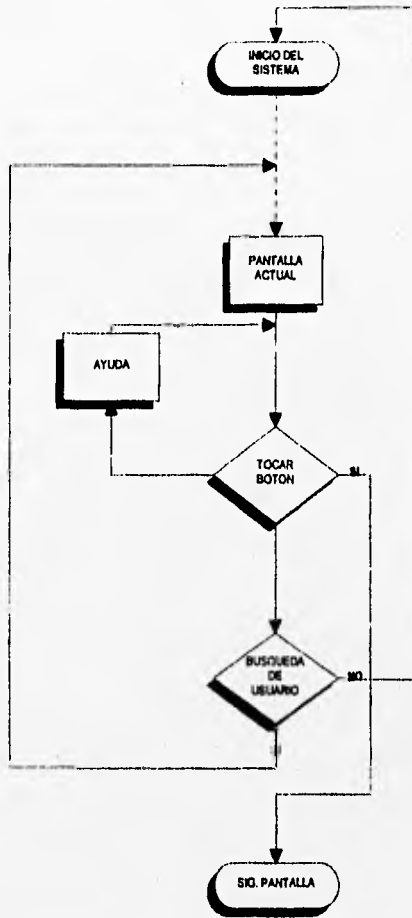 INICIO DEL
SISTEMA
PANTALLA
ACTUAL
AYUDA
TOCAR
BOTON
SI
BUSQUEDA
DE
USUARIO
NO
SI
SIG. PANTALLA